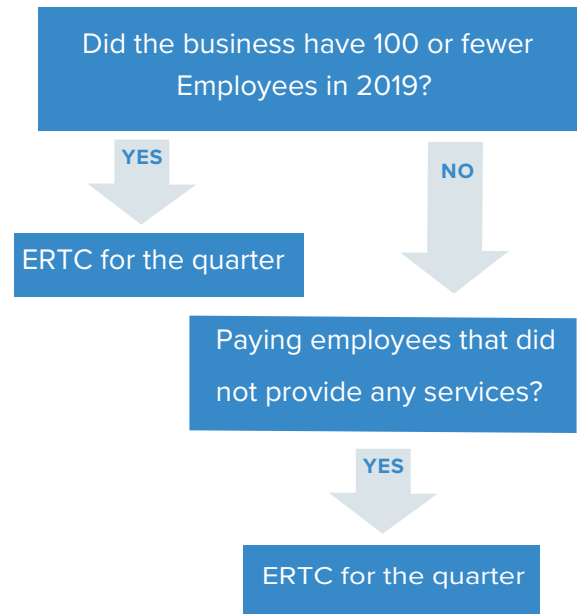 Did the business have 100 or fewer
Employees in 2019?
YES
NO
ERTC for the quarter
Paying employees that did
not provide any services?
YES
ERTC for the quarter